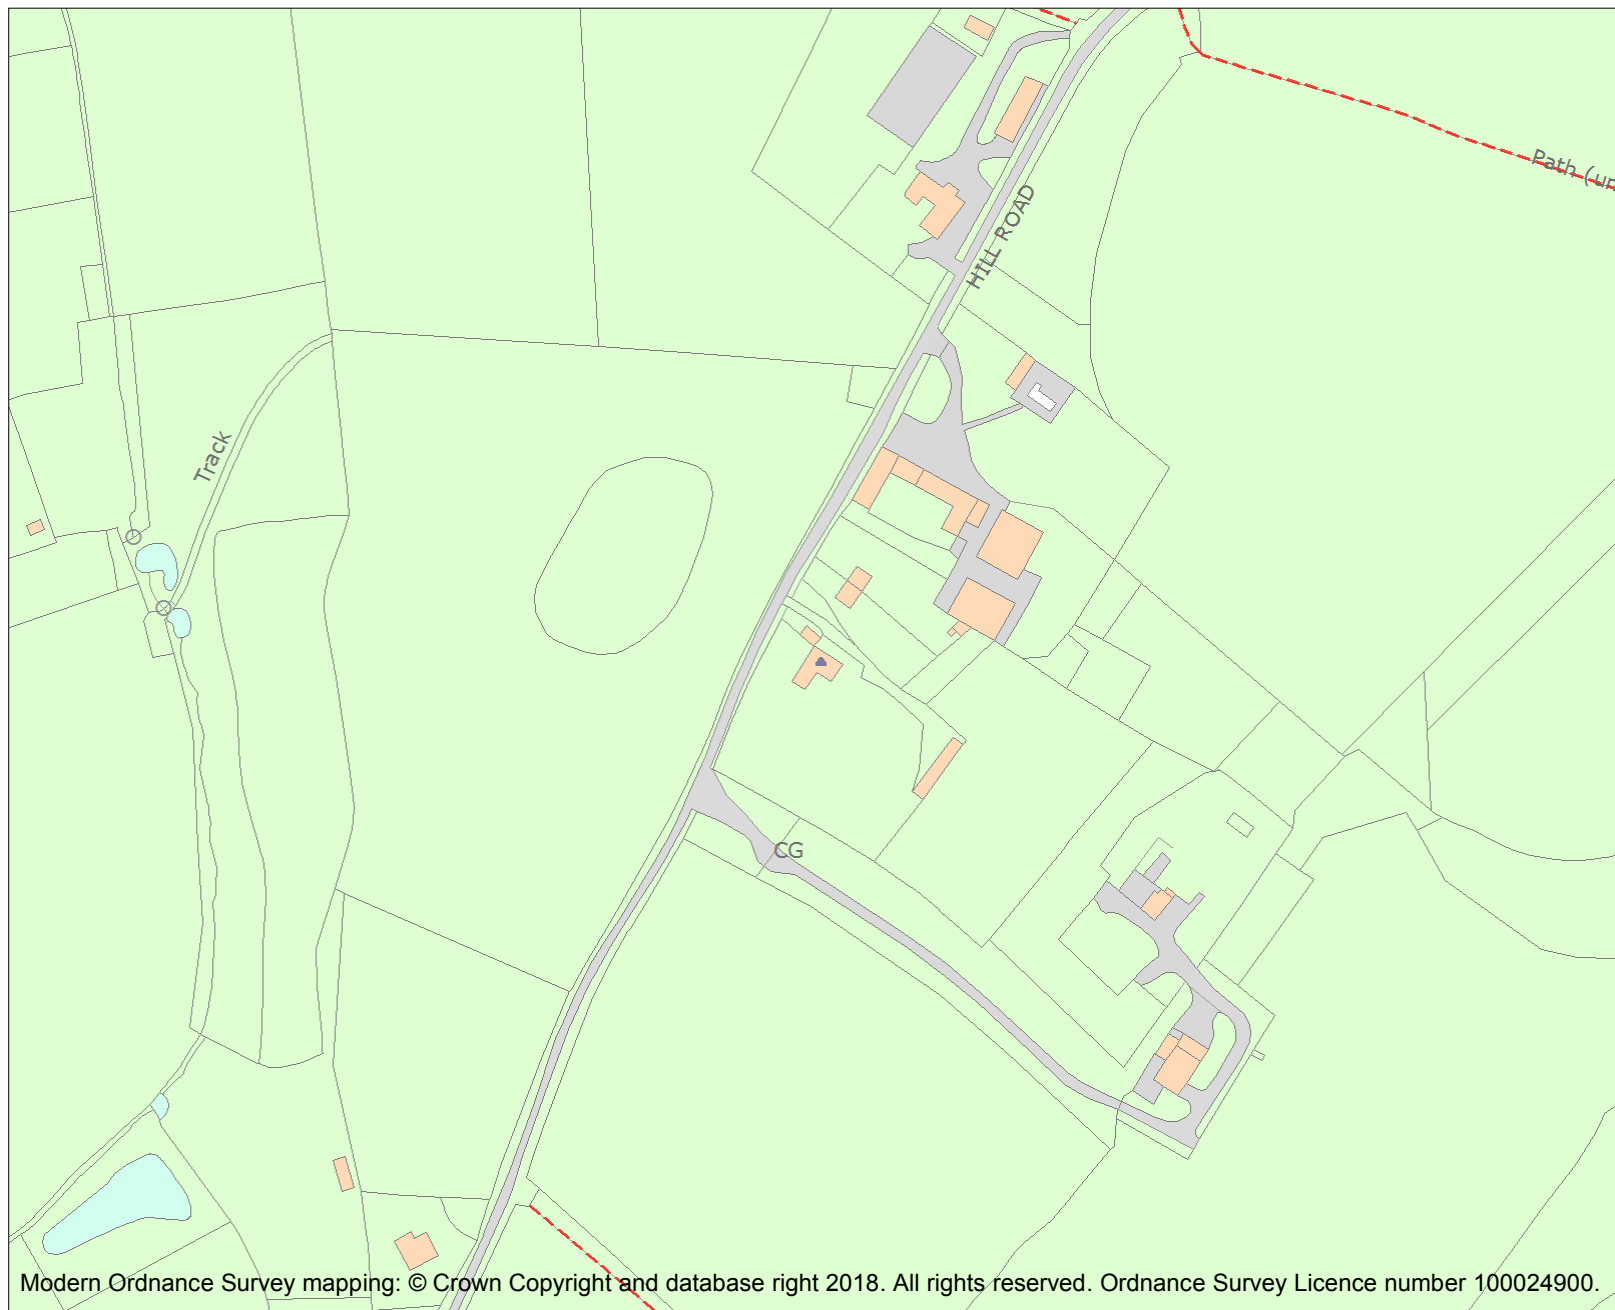 Path (un
HILL ROAD
Track
CG
Modern Ordnance Survey mapping: © Crown Copyright and database right 2018. All rights reserved. Ordnance Survey Licence number 100024900.